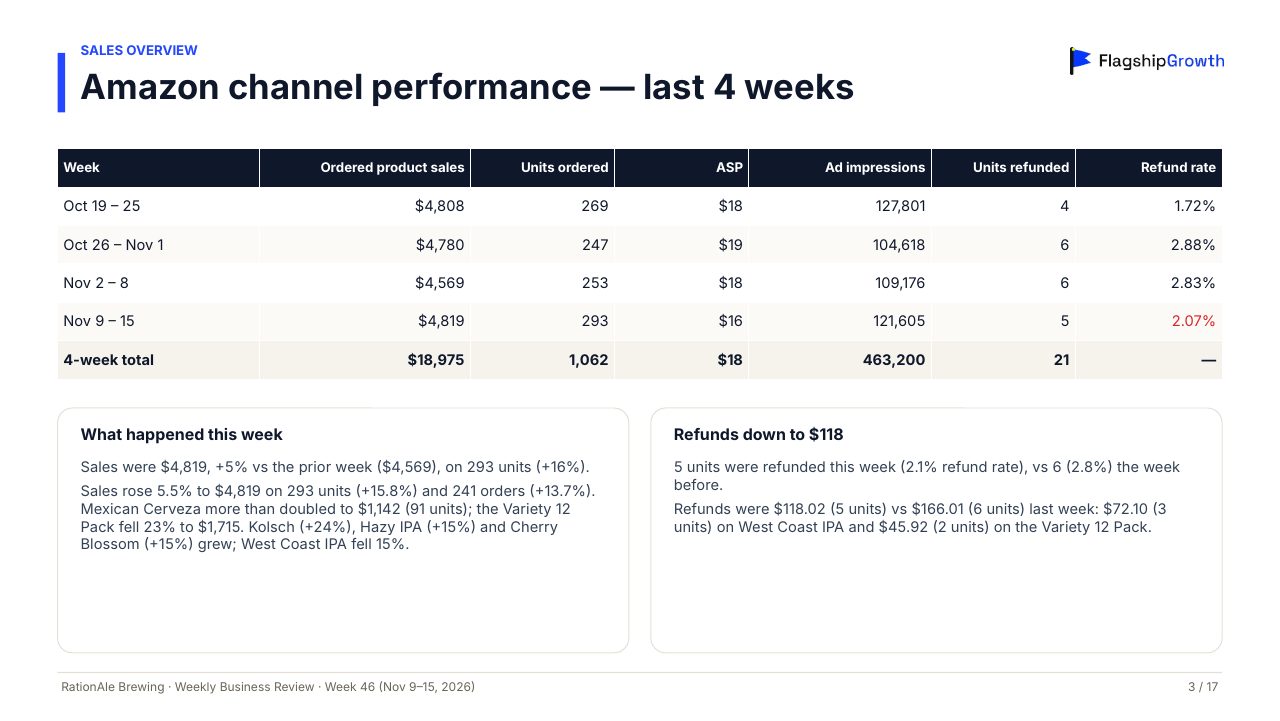 SALES OVERVIEW
Amazon channel performance — last 4 weeks
FlagshipGrowth
Week Ordered product sales Units ordered ASP Ad impressions Units refunded Refund rate
Oct 19 – 25 $4,808 269 $18 127,801 4 1.72%
Oct 26 – Nov 1 $4,780 247 $19 104,618 6 2.88%
Nov 2 – 8 $4,569 253 $18 109,176 6 2.83%
Nov 9 – 15 $4,819 293 $16 121,605 5 2.07%
4-week total $18,975 1,062 $18 463,200 21 —
What happened this week
Sales were $4,819, +5% vs the prior week ($4,569), on 293 units (+16%).
Sales rose 5.5% to $4,819 on 293 units (+15.8%) and 241 orders (+13.7%).
Mexican Cerveza more than doubled to $1,142 (91 units); the Variety 12
Pack fell 23% to $1,715. Kolsch (+24%), Hazy IPA (+15%) and Cherry
Blossom (+15%) grew; West Coast IPA fell 15%.
Refunds down to $118
5 units were refunded this week (2.1% refund rate), vs 6 (2.8%) the week
before.
Refunds were $118.02 (5 units) vs $166.01 (6 units) last week: $72.10 (3
units) on West Coast IPA and $45.92 (2 units) on the Variety 12 Pack.
RationAle Brewing · Weekly Business Review · Week 46 (Nov 9–15, 2026)
3 / 17